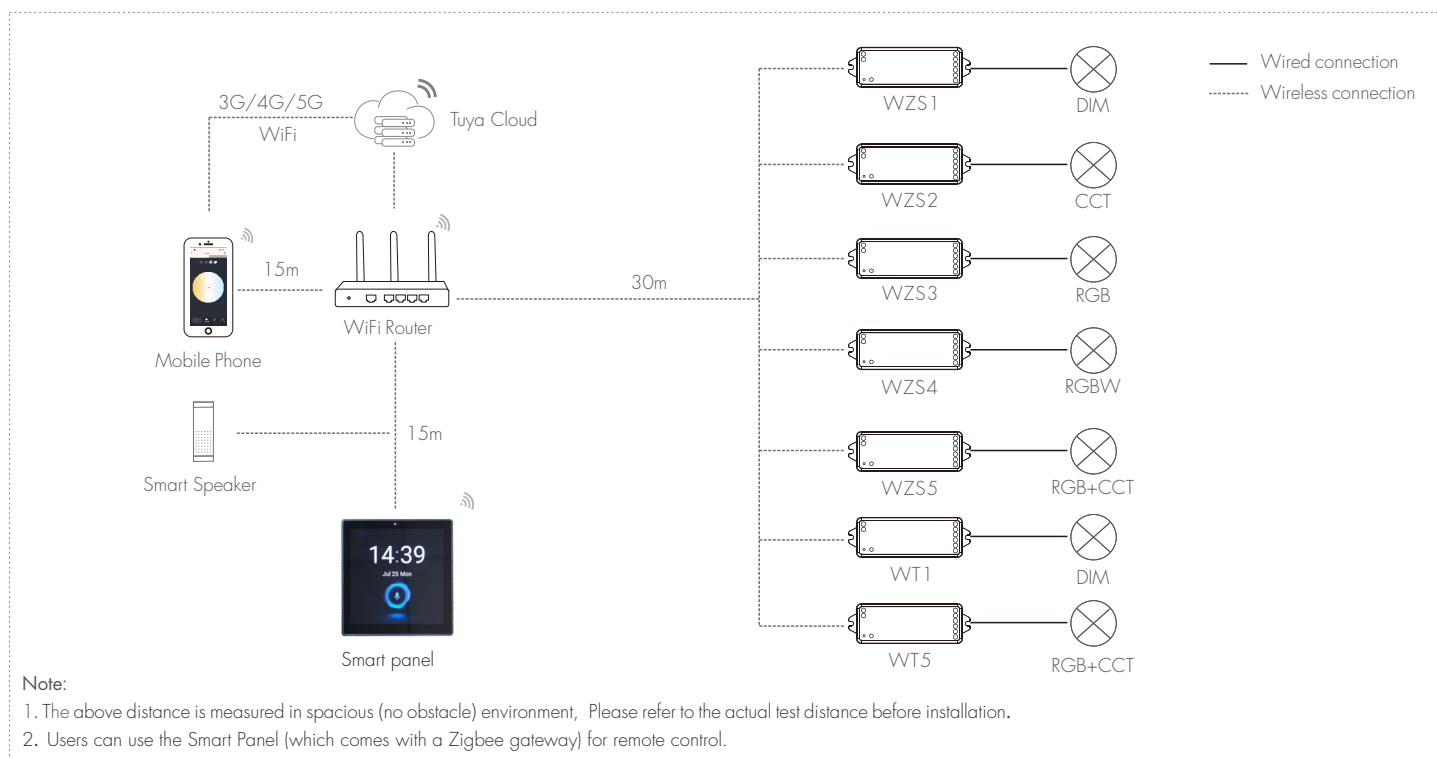 3G/4G/5G
WiFi
Tuya Cloud
Mobile Phone
15m
WiFi Router
30m
Smart Speaker
15m
14:39
Jul 25 Mon
Smart panel
WZS1
DIM
WZS2
CCT
WZS3
RGB
WZS4
RGBW
WZS5
RGB+CCT
WT1
DIM
WT5
RGB+CCT
Wired connection
Wireless connection
Note:
1. The above distance is measured in spacious (no obstacle) environment, Please refer to the actual test distance before installation.
2. Users can use the Smart Panel (which comes with a Zigbee gateway) for remote control.